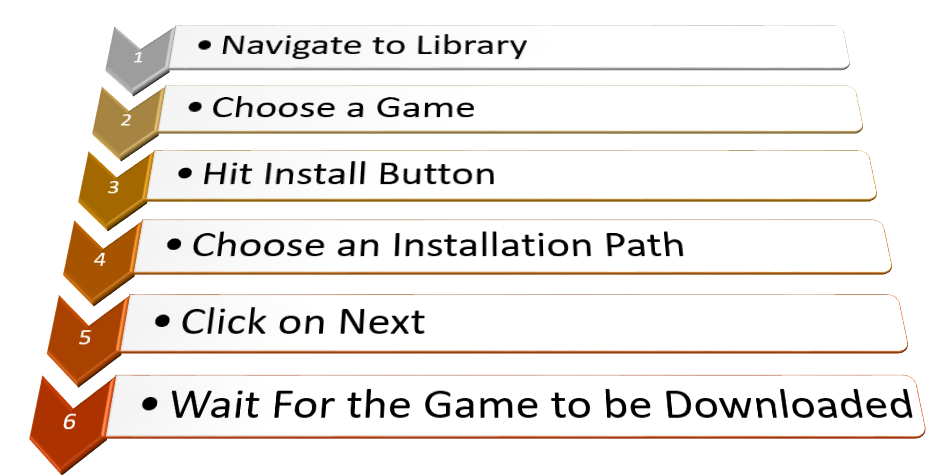 1 • Navigate to Library
2 • Choose a Game
3 • Hit Install Button
4 • Choose an Installation Path
5 • Click on Next
6 • Wait For the Game to be Downloaded